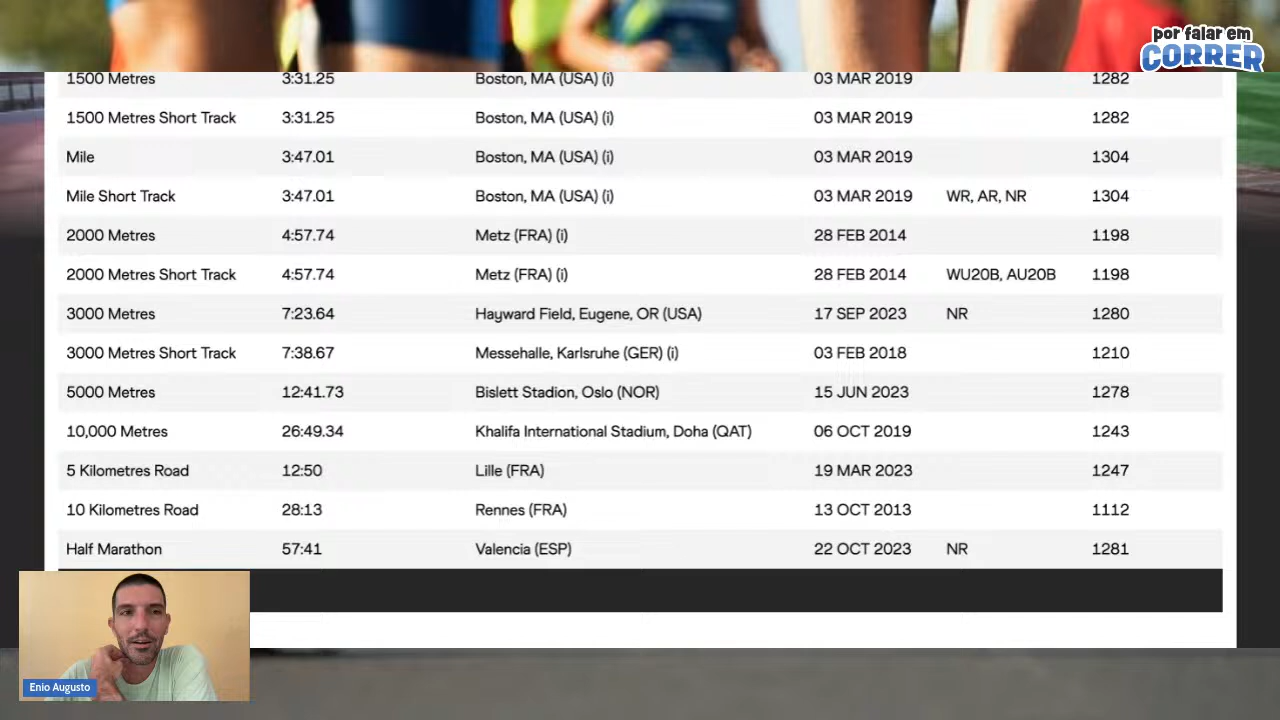 por falar em
CORRER
1500 Metres 3:31.25 Boston, MA (USA) (i) 03 MAR 2019 1282
1500 Metres Short Track 3:31.25 Boston, MA (USA) (i) 03 MAR 2019 1282
Mile 3:47.01 Boston, MA (USA) (i) 03 MAR 2019 1304
Mile Short Track 3:47.01 Boston, MA (USA) (i) 03 MAR 2019 WR, AR, NR 1304
2000 Metres 4:57.74 Metz (FRA) (i) 28 FEB 2014 1198
2000 Metres Short Track 4:57.74 Metz (FRA) (i) 28 FEB 2014 WU20B, AU20B 1198
3000 Metres 7:23.64 Hayward Field, Eugene, OR (USA) 17 SEP 2023 NR 1280
3000 Metres Short Track 7:38.67 Messehalle, Karlsruhe (GER) (i) 03 FEB 2018 1210
5000 Metres 12:41.73 Bislett Stadion, Oslo (NOR) 15 JUN 2023 1278
10,000 Metres 26:49.34 Khalifa International Stadium, Doha (QAT) 06 OCT 2019 1243
5 Kilometres Road 12:50 Lille (FRA) 19 MAR 2023 1247
10 Kilometres Road 28:13 Rennes (FRA) 13 OCT 2013 1112
Half Marathon 57:41 Valencia (ESP) 22 OCT 2023 NR 1281
Enio Augusto